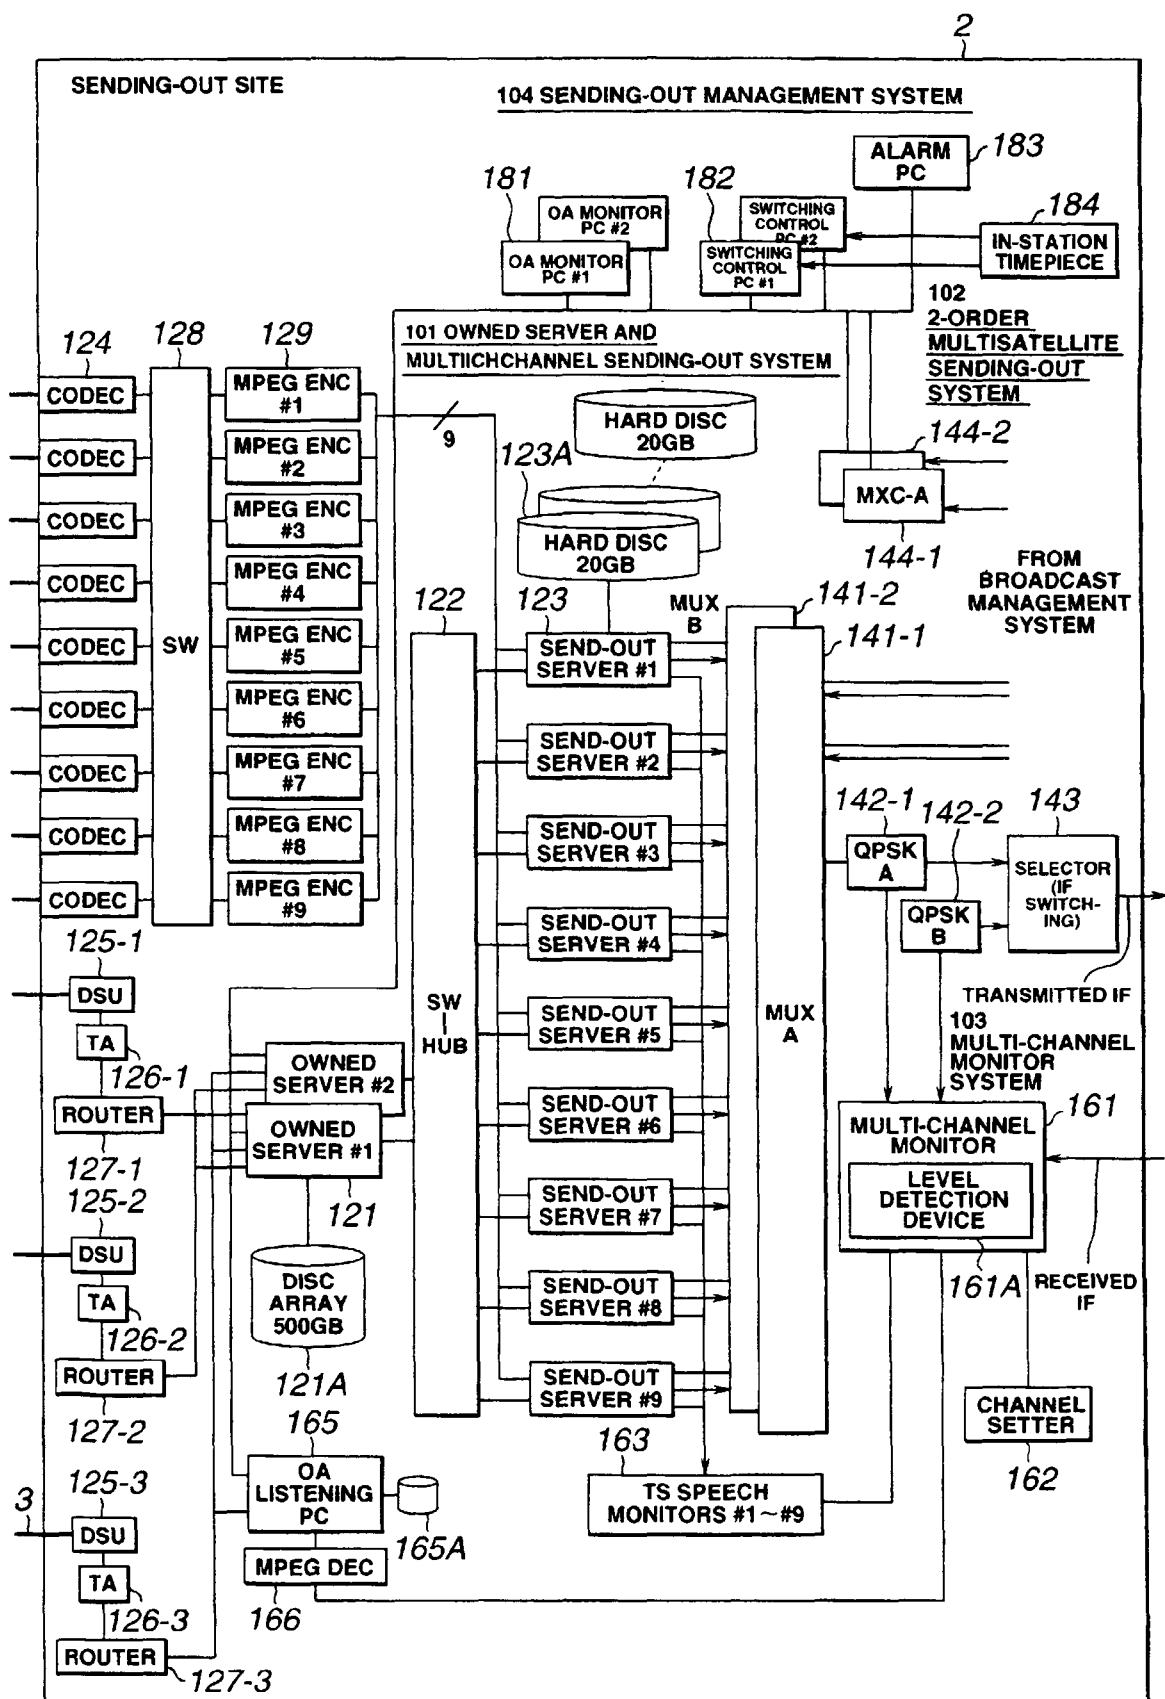 2
SENDING-OUT SITE
104 SENDING-OUT MANAGEMENT SYSTEM
ALARM
PC
183
181
OA MONITOR
PC #2
OA MONITOR
PC #1
182
SWITCHING
CONTROL
PC #2
SWITCHING
CONTROL
PC #1
184
IN-STATION
TIMEPIECE
101 OWNED SERVER AND
MULTIICHCHANNEL SENDING-OUT SYSTEM
102
2-ORDER
MULTISATELLITE
SENDING-OUT
SYSTEM
124
128
129
CODEC
CODEC
CODEC
CODEC
CODEC
CODEC
CODEC
CODEC
CODEC
SW
MPEG ENC
#1
MPEG ENC
#2
MPEG ENC
#3
MPEG ENC
#4
MPEG ENC
#5
MPEG ENC
#6
MPEG ENC
#7
MPEG ENC
#8
MPEG ENC
#9
9
HARD DISC
20GB
123A
HARD DISC
20GB
144-2
MXC-A
144-1
FROM
BROADCAST
MANAGEMENT
SYSTEM
122
123
MUX
B
141-2
141-1
SW
|
HUB
SEND-OUT
SERVER #1
SEND-OUT
SERVER #2
SEND-OUT
SERVER #3
SEND-OUT
SERVER #4
SEND-OUT
SERVER #5
SEND-OUT
SERVER #6
SEND-OUT
SERVER #7
SEND-OUT
SERVER #8
SEND-OUT
SERVER #9
MUX
A
142-1
142-2
143
QPSK
A
QPSK
B
SELECTOR
(IF
SWITCH-
ING)
TRANSMITTED IF
103
MULTI-CHANNEL
MONITOR
SYSTEM
161
MULTI-CHANNEL
MONITOR
LEVEL
DETECTION
DEVICE
161A
RECEIVED
IF
CHANNEL
SETTER
162
125-1
DSU
TA
126-1
ROUTER
127-1
OWNED
SERVER #2
OWNED
SERVER #1
121
DISC
ARRAY
500GB
121A
125-2
DSU
TA
126-2
ROUTER
127-2
165
OA
LISTENING
PC
165A
MPEG DEC
166
163
TS SPEECH
MONITORS #1~#9
125-3
3
DSU
TA
126-3
ROUTER
127-3